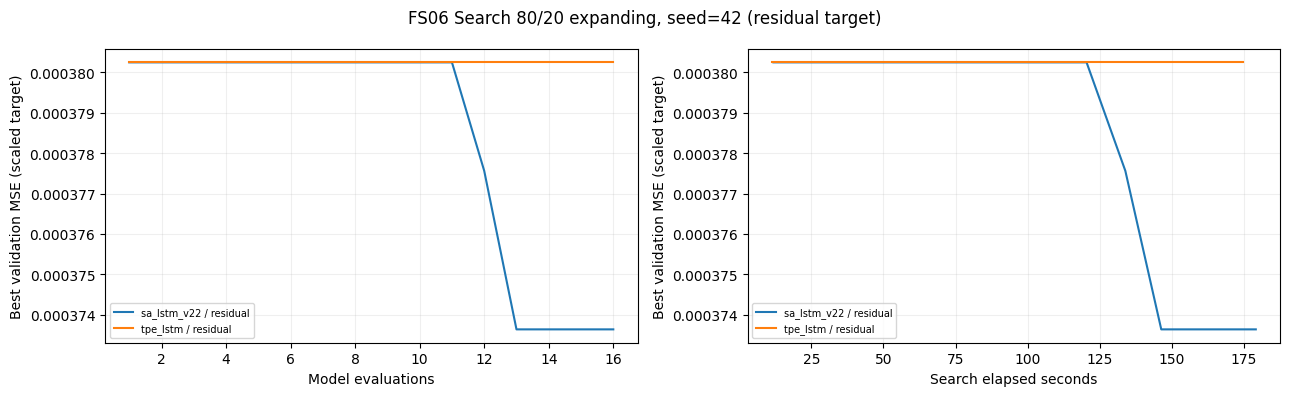 FS06 Search 80/20 expanding, seed=42 (residual target)
Best validation MSE (scaled target)
0.000380
0.000379
0.000378
0.000377
0.000376
0.000375
0.000374
sa_lstm_v22 / residual
tpe_lstm / residual
2 4 6 8 10 12 14 16
Model evaluations
Best validation MSE (scaled target)
0.000380
0.000379
0.000378
0.000377
0.000376
0.000375
0.000374
sa_lstm_v22 / residual
tpe_lstm / residual
25 50 75 100 125 150 175
Search elapsed seconds